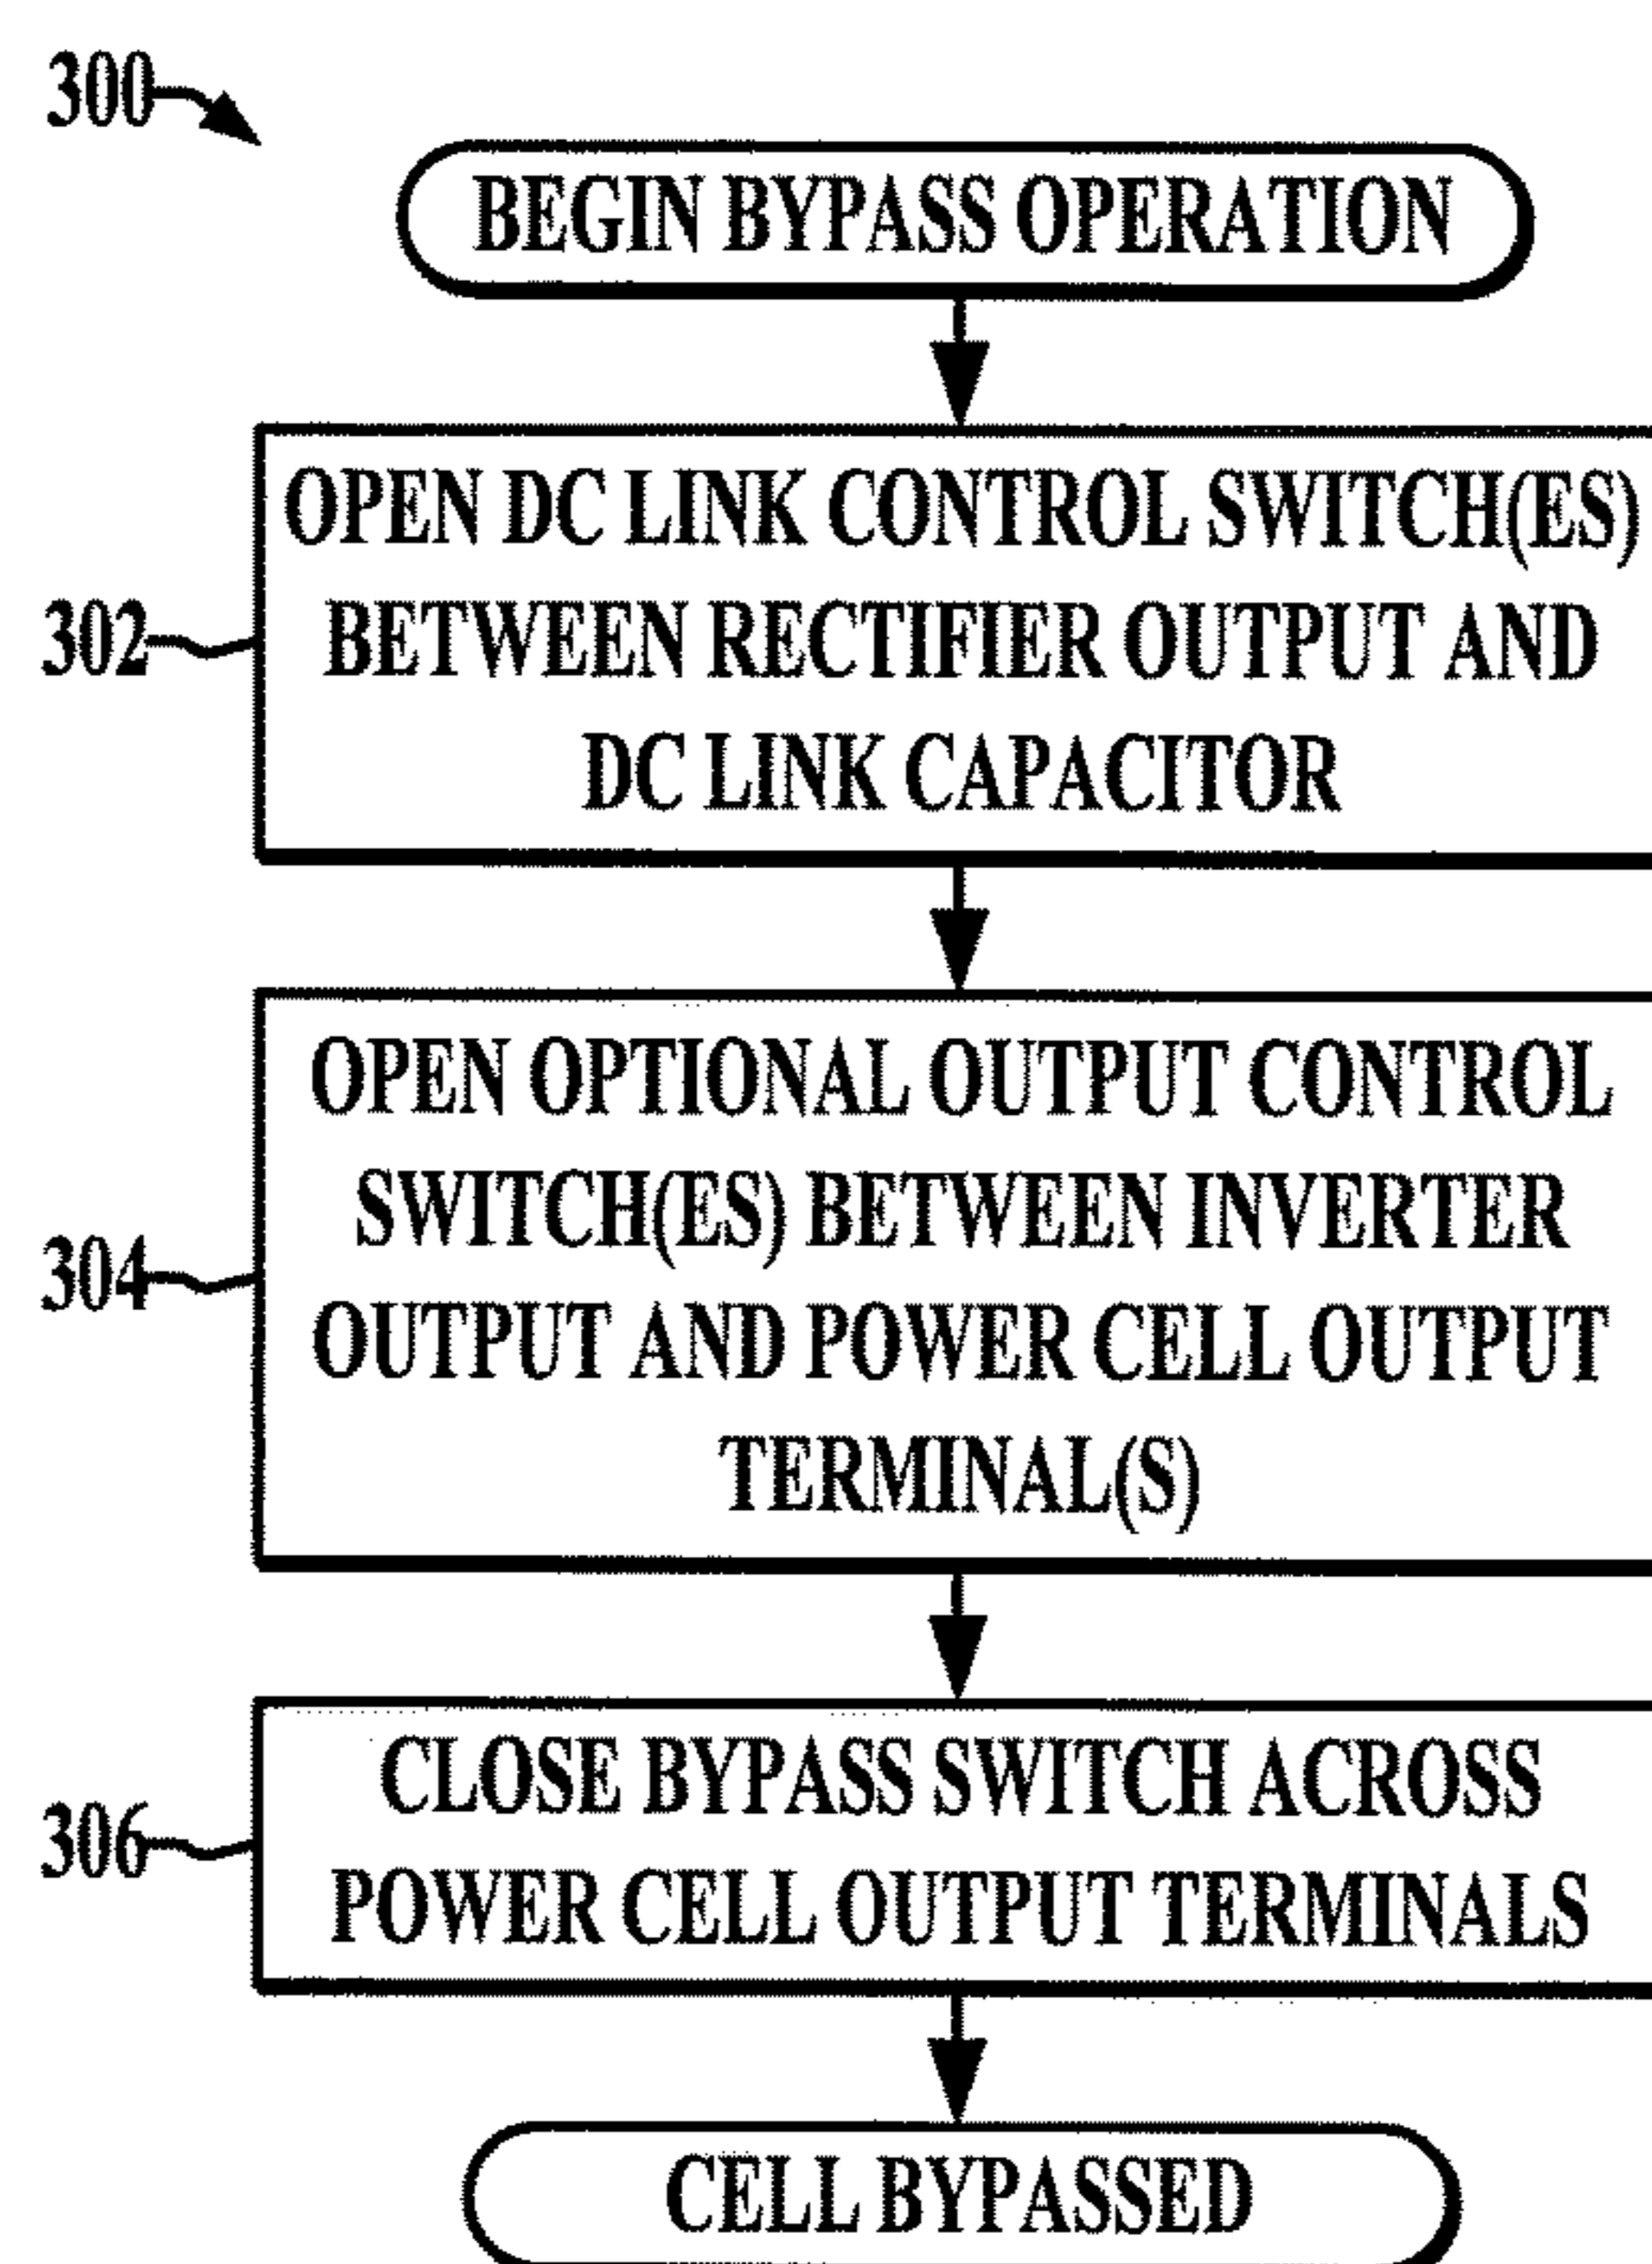 300
BEGIN BYPASS OPERATION
OPEN DC LINK CONTROL SWITCH(ES)
BETWEEN RECTIFIER OUTPUT AND
DC LINK CAPACITOR
302
OPEN OPTIONAL OUTPUT CONTROL
SWITCH(ES) BETWEEN INVERTER
OUTPUT AND POWER CELL OUTPUT
TERMINAL(S)
304
CLOSE BYPASS SWITCH ACROSS
POWER CELL OUTPUT TERMINALS
306
CELL BYPASSED